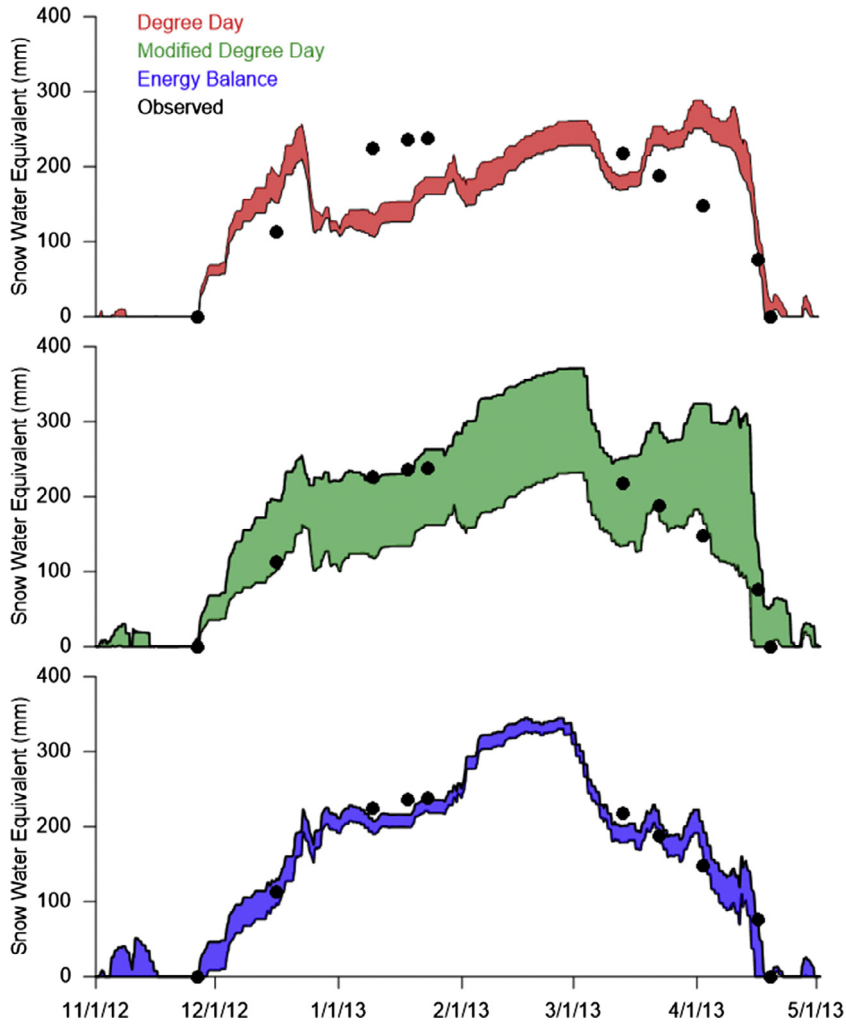 400
300
200
100
0
Snow Water Equivalent (mm)
Degree Day
Modified Degree Day
Energy Balance
Observed
400
300
200
100
0
Snow Water Equivalent (mm)
400
300
200
100
0
Snow Water Equivalent (mm)
11/1/12 12/1/12 1/1/13 2/1/13 3/1/13 4/1/13 5/1/13